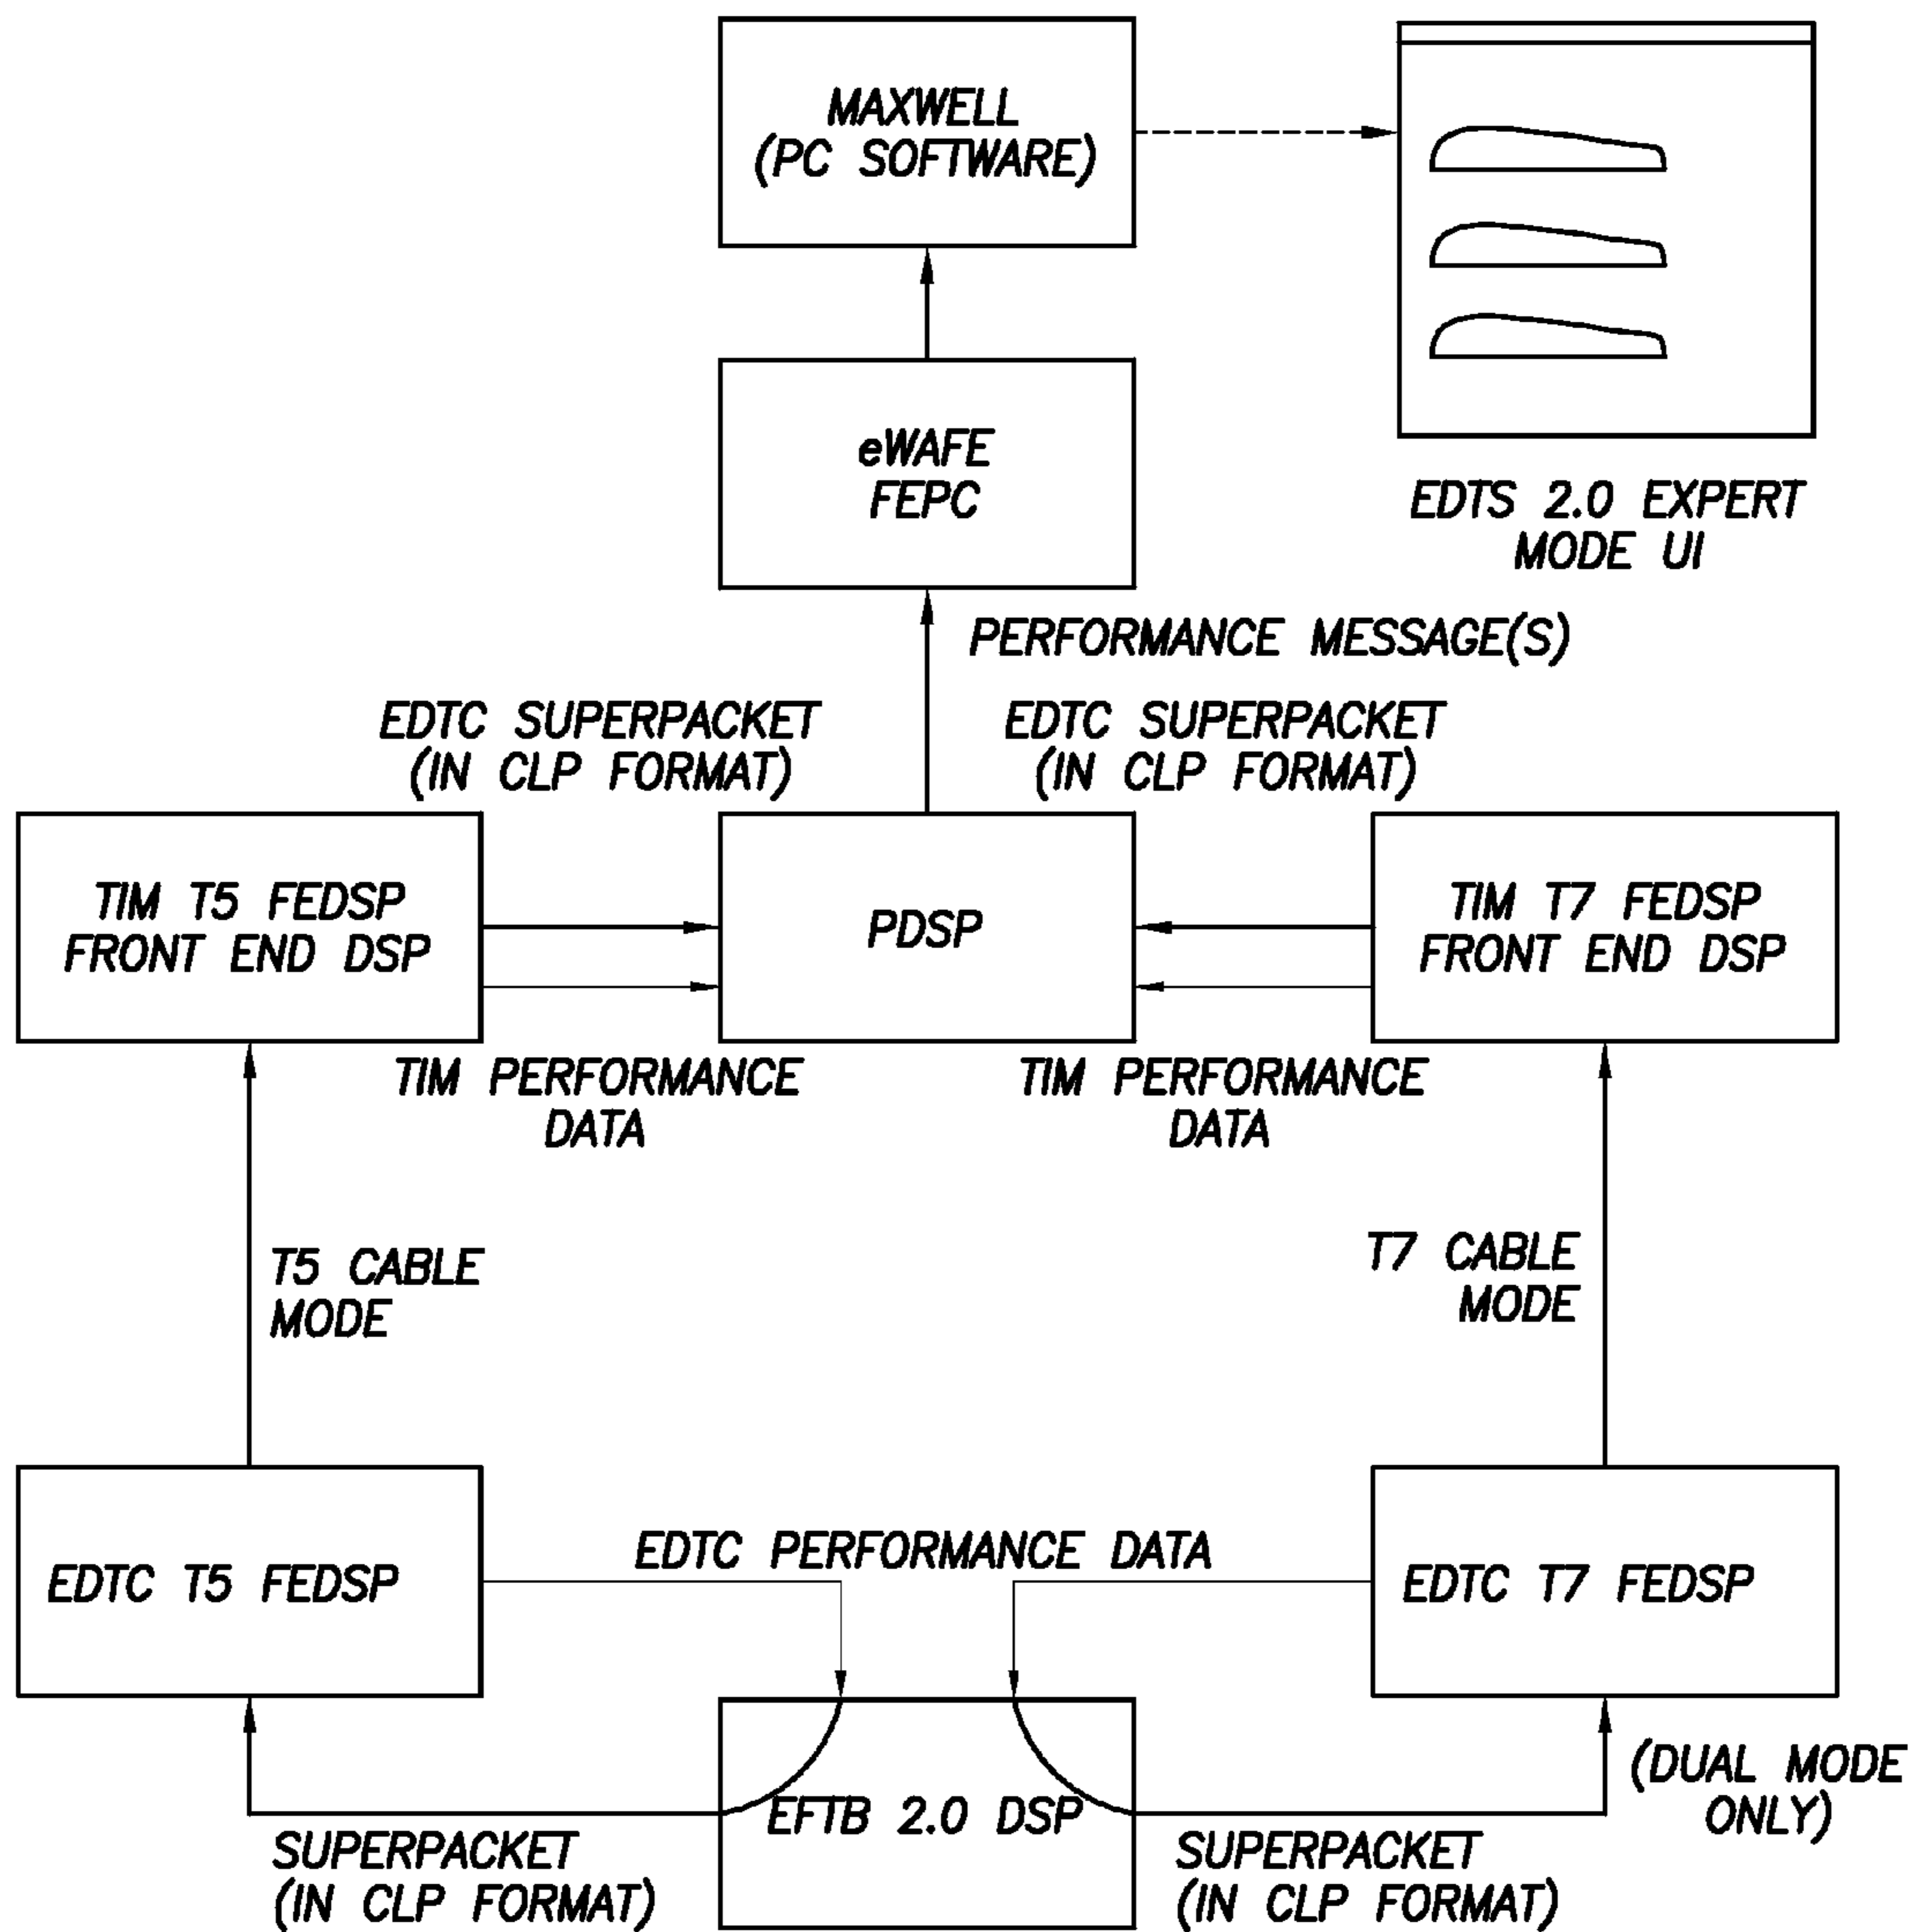 MAXWELL
(PC SOFTWARE)
eWAFE
FEPC
EDTS 2.0 EXPERT
MODE UI
PERFORMANCE MESSAGE(S)
EDTC SUPERPACKET
(IN CLP FORMAT)
EDTC SUPERPACKET
(IN CLP FORMAT)
TIM T5 FEDSP
FRONT END DSP
PDSP
TIM T7 FEDSP
FRONT END DSP
TIM PERFORMANCE
DATA
TIM PERFORMANCE
DATA
T5 CABLE
MODE
T7 CABLE
MODE
EDTC PERFORMANCE DATA
EDTC T5 FEDSP
EDTC T7 FEDSP
(DUAL MODE
ONLY)
EFTB 2.0 DSP
SUPERPACKET
(IN CLP FORMAT)
SUPERPACKET
(IN CLP FORMAT)